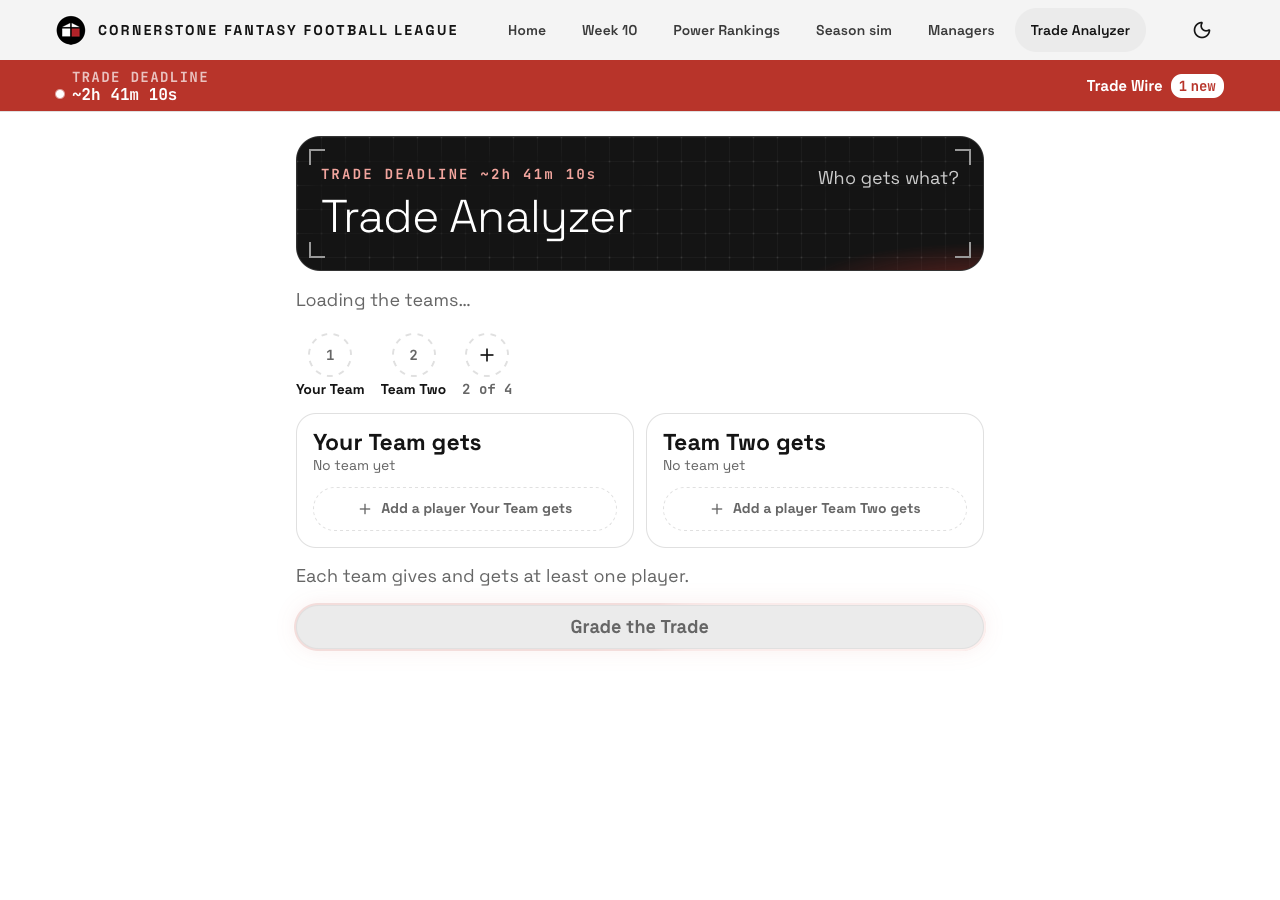 CORNERSTONE FANTASY FOOTBALL LEAGUE
Home
Week 10
Power Rankings
Season sim
Managers
Trade Analyzer
TRADE DEADLINE
~2h 41m 10s
Trade Wire
1 new
TRADE DEADLINE ~2h 41m 10s
Who gets what?
Trade Analyzer
Loading the teams…
1
2
Your Team
Team Two
2 of 4
Your Team gets
No team yet
Add a player Your Team gets
Team Two gets
No team yet
Add a player Team Two gets
Each team gives and gets at least one player.
Grade the Trade